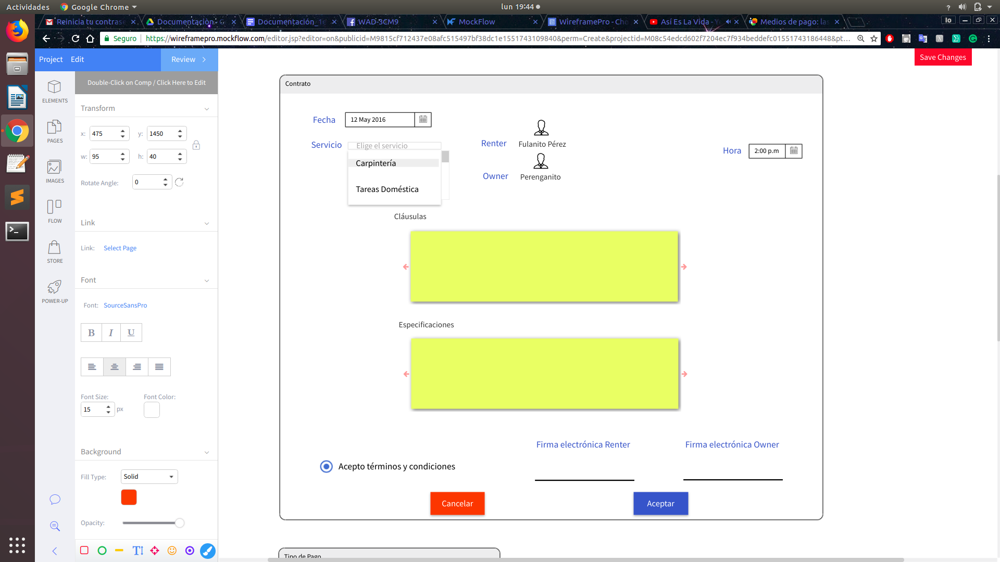 Actividades
Google Chrome
lun 19:44
Reinicia tu contrase
Documentación - G
Documentación_1e
WAD-3CM9
MockFlow
WireframePro - Cho
Así Es La Vida - Y
Medios de pago: las
Io
Seguro
https://wireframepro.mockflow.com/editor.jsp?editor=on&publicid=M9815cf712437e08afc515497bf38dc1e1551743109840&perm=Create&projectid=M08c54edcd602f7204ec7f934beddefc01551743186448&pt...
Project
Edit
Review
Save Changes
Double-Click on Comp / Click Here to Edit
ELEMENTS
PAGES
IMAGES
FLOW
STORE
POWER-UP
Transform
x: 475 y: 1450
w: 95 h: 40
Rotate Angle: 0
Link
Link: Select Page
Font
Font: SourceSansPro
B I U
Font Size: Font Color:
15 px
Background
Fill Type: Solid
Opacity:
T
Contrato
Fecha 12 May 2016
Servicio Elige el servicio
Carpintería
Tareas Doméstica
Renter Fulanito Pérez
Owner Perenganito
Hora 2:00 p.m
Cláusulas
Especificaciones
Firma electrónica Renter Firma electrónica Owner
Acepto términos y condiciones
Cancelar Aceptar
Tipo de Pago